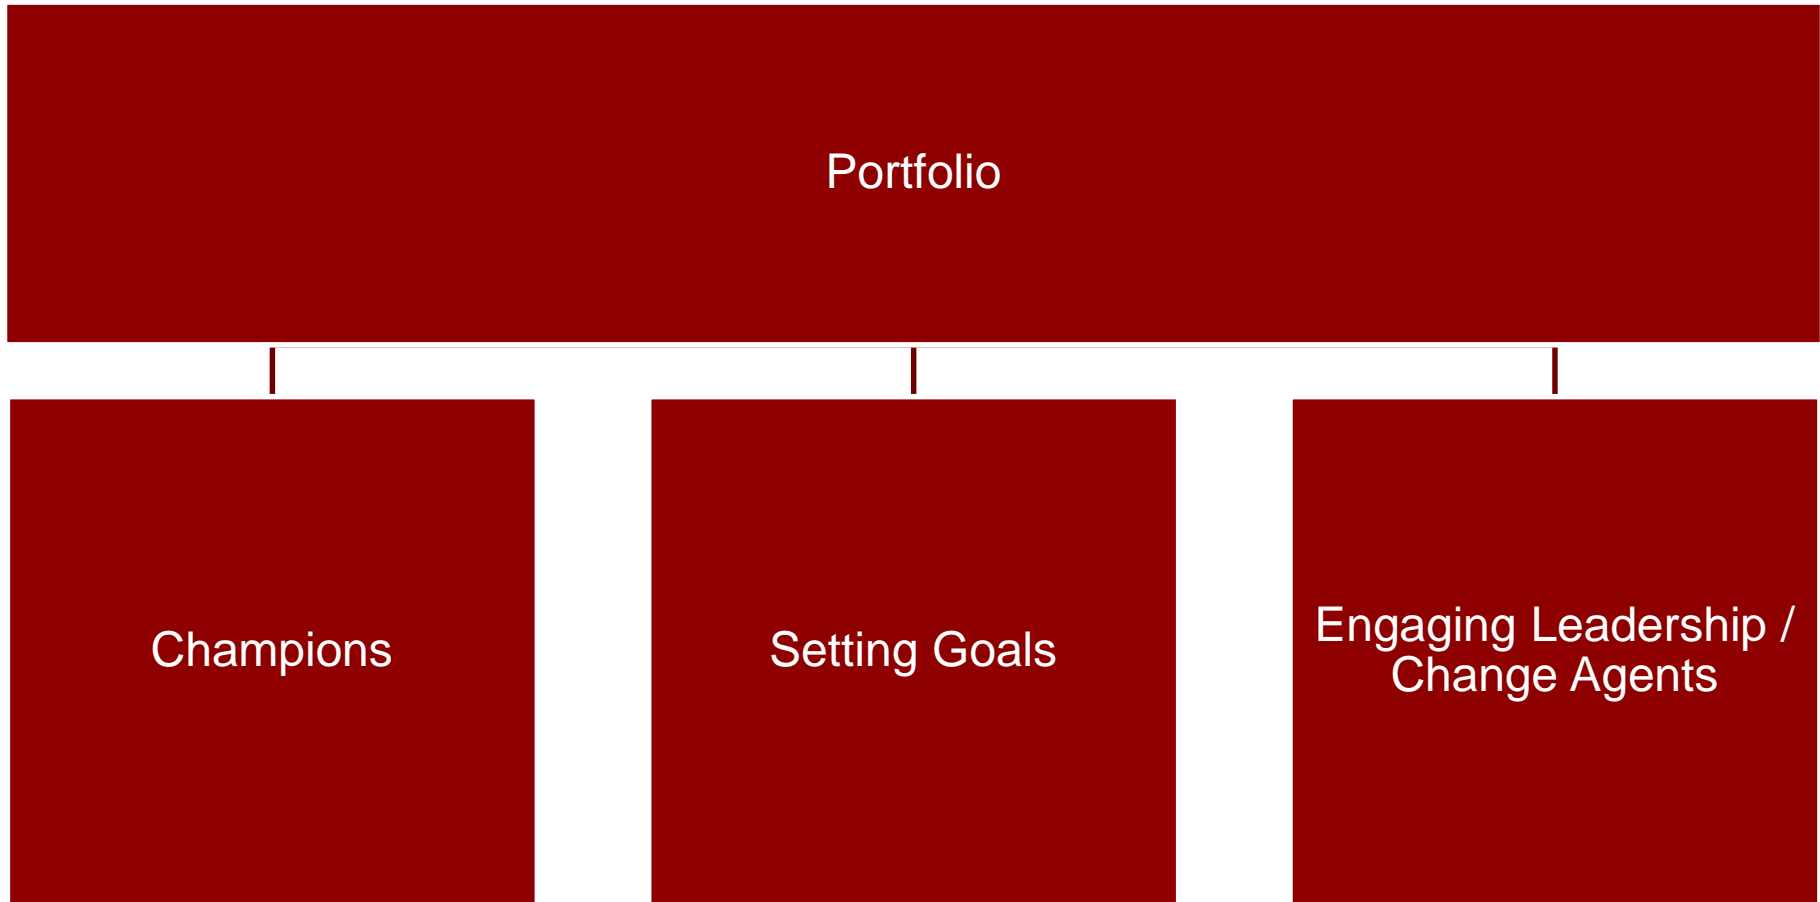 Portfolio
Champions
Setting Goals
Engaging Leadership /
Change Agents